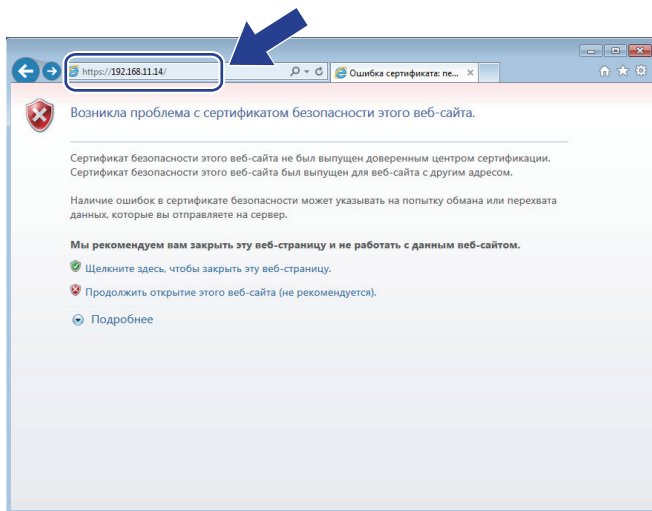 https://192.168.11.14/
Ошибка сертификата: пе...
Возникла проблема с сертификатом безопасности этого веб-сайта.
Сертификат безопасности этого веб-сайта не был выпущен доверенным центром сертификации.
Сертификат безопасности этого веб-сайта был выпущен для веб-сайта с другим адресом.
Наличие ошибок в сертификате безопасности может указывать на попытку обмана или перехвата
данных, которые вы отправляете на сервер.
Мы рекомендуем вам закрыть эту веб-страницу и не работать с данным веб-сайтом.
Щелкните здесь, чтобы закрыть эту веб-страницу.
Продолжить открытие этого веб-сайта (не рекомендуется).
Подробнее